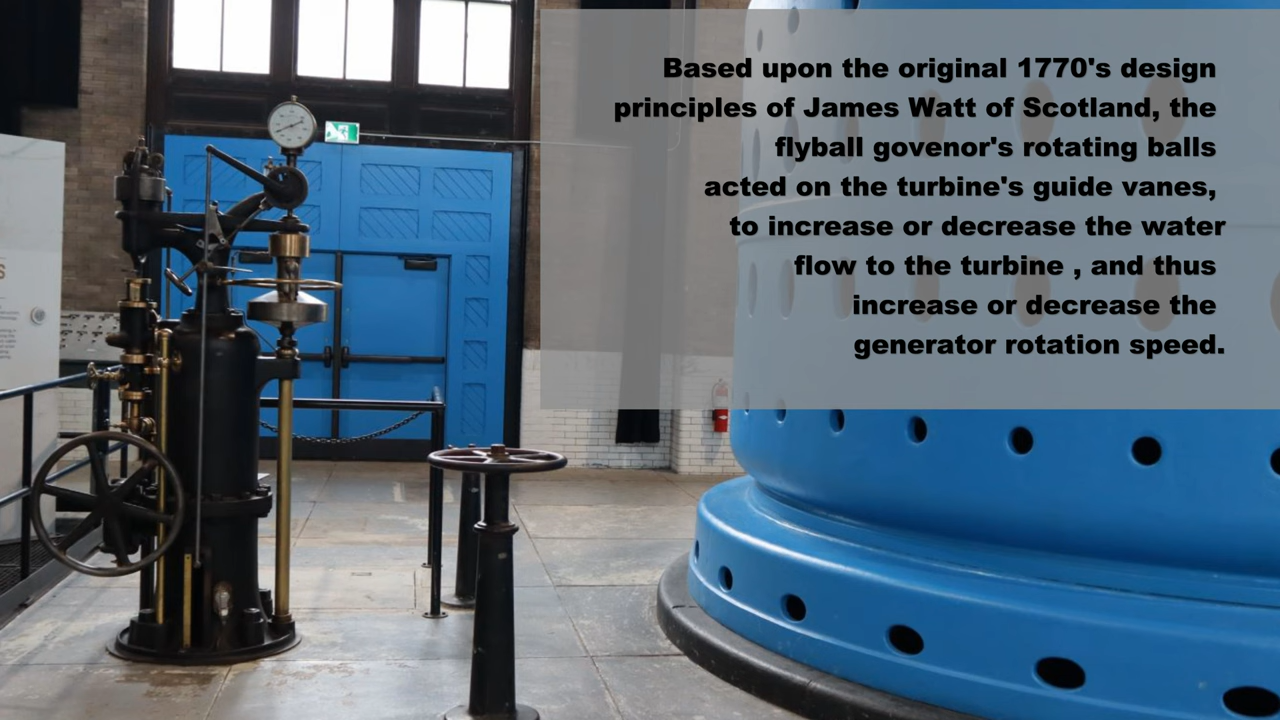 Based upon the original 1770's design
principles of James Watt of Scotland, the
flyball govenor's rotating balls
acted on the turbine's guide vanes,
to increase or decrease the water
flow to the turbine , and thus
increase or decrease the
generator rotation speed.
S